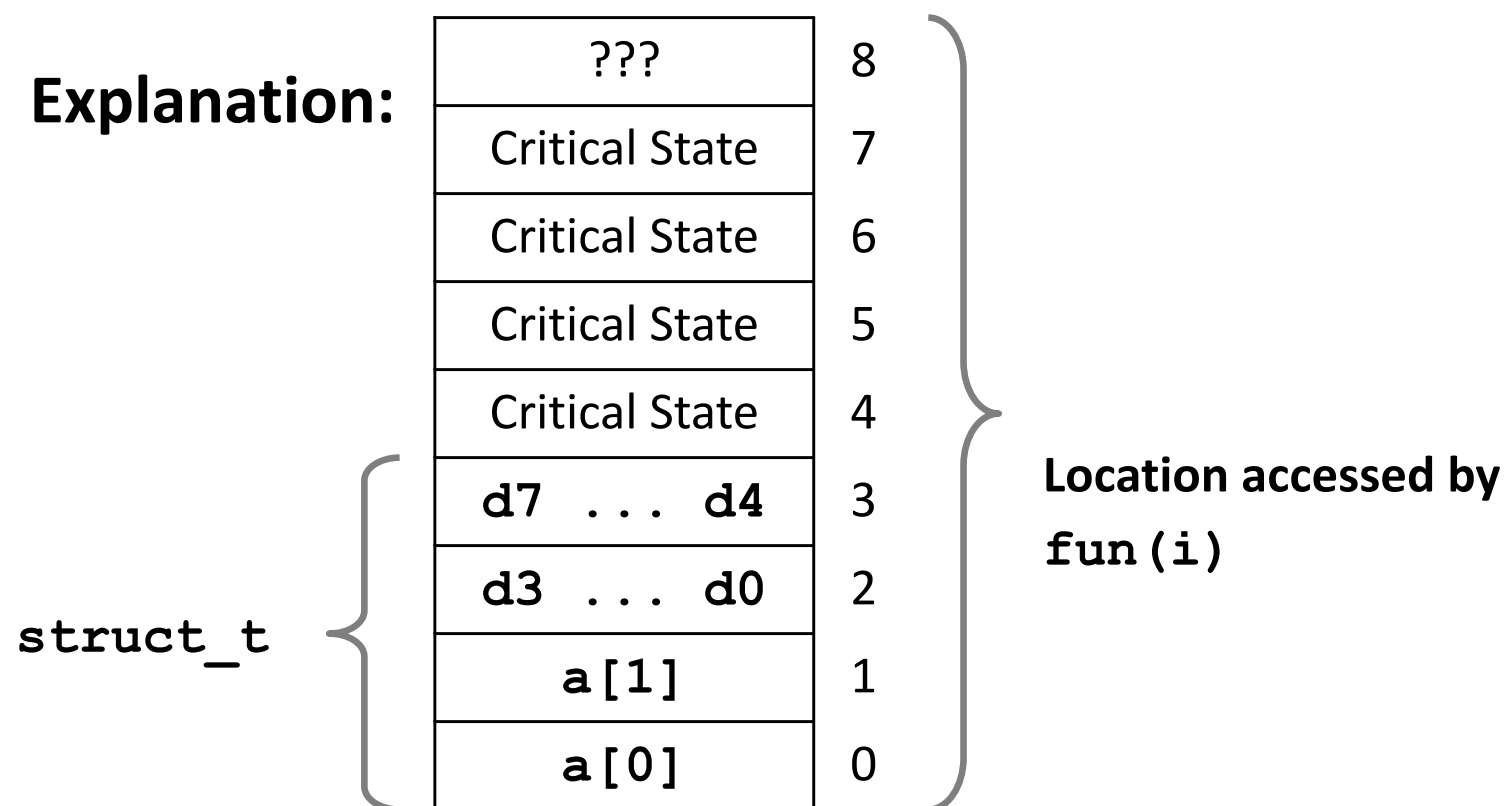 Explanation:
??? 8
Critical State 7
Critical State 6
Critical State 5
Critical State 4
d7 ... d4 3
d3 ... d0 2
a[1] 1
a[0] 0
struct_t
Location accessed by
fun(i)